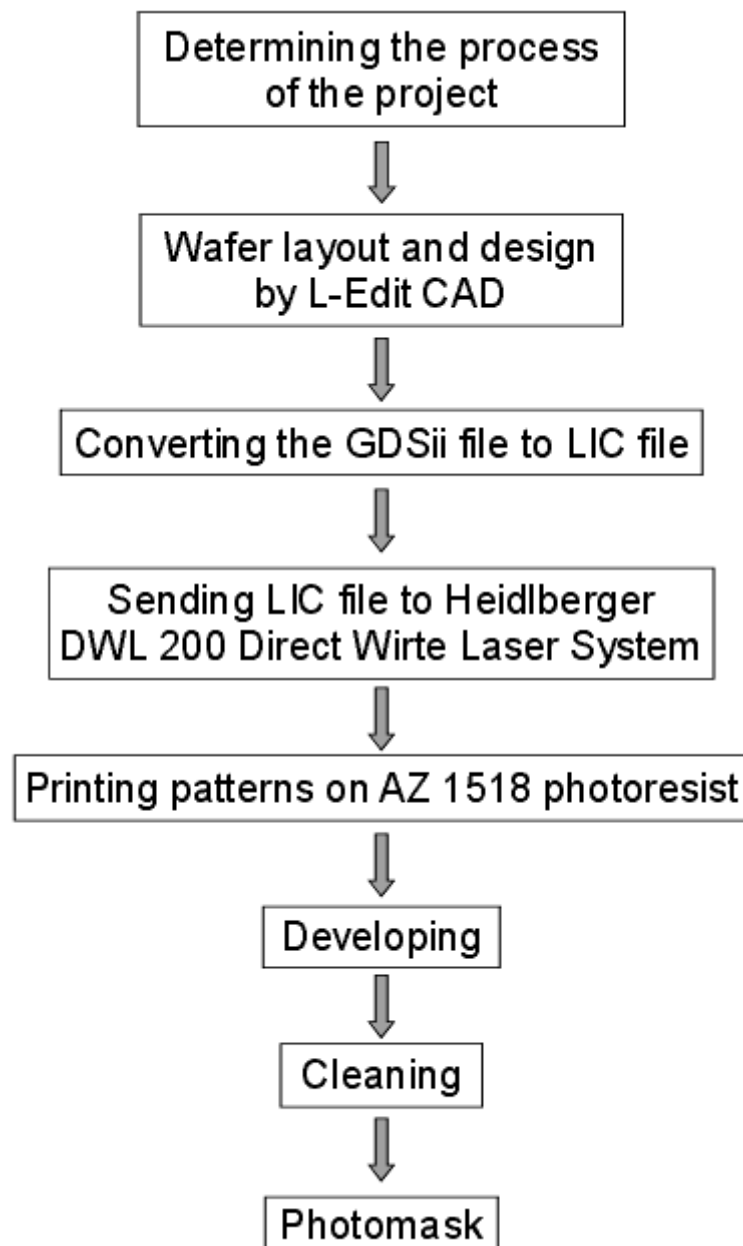 Determining the process
of the project
Wafer layout and design
by L-Edit CAD
Converting the GDSii file to LIC file
Sending LIC file to Heidlberger
DWL 200 Direct Wirte Laser System
Printing patterns on AZ 1518 photoresist
Developing
Cleaning
Photomask